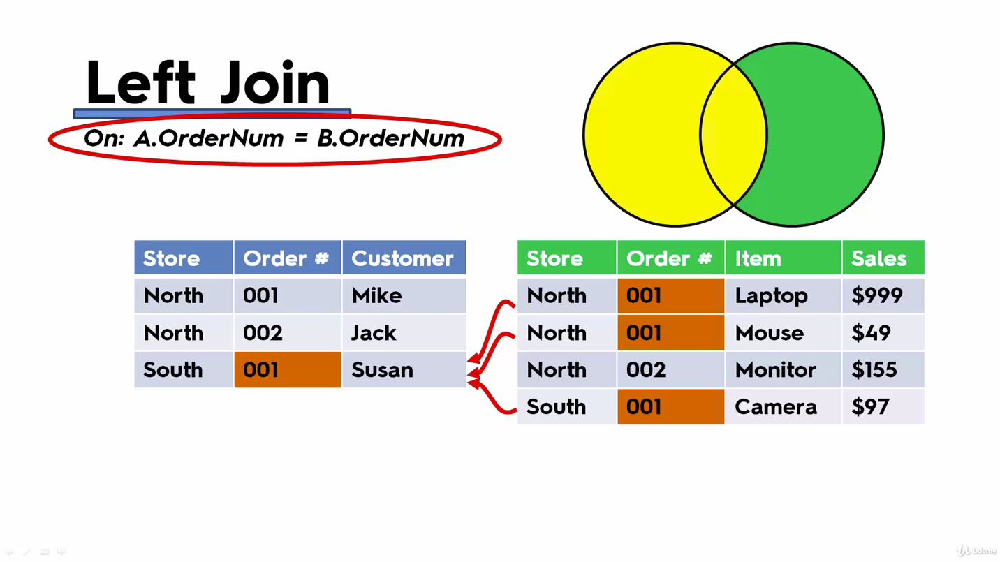 Left Join
On: A.OrderNum = B.OrderNum
Store Order # Customer
North 001 Mike
North 002 Jack
South 001 Susan
Store Order # Item Sales
North 001 Laptop $999
North 001 Mouse $49
North 002 Monitor $155
South 001 Camera $97
Udemy